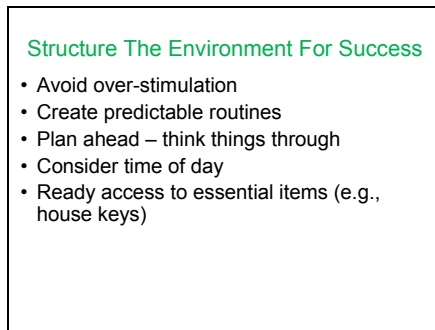 Structure The Environment For Success
• Avoid over-stimulation
• Create predictable routines
• Plan ahead – think things through
• Consider time of day
• Ready access to essential items (e.g.,
house keys)